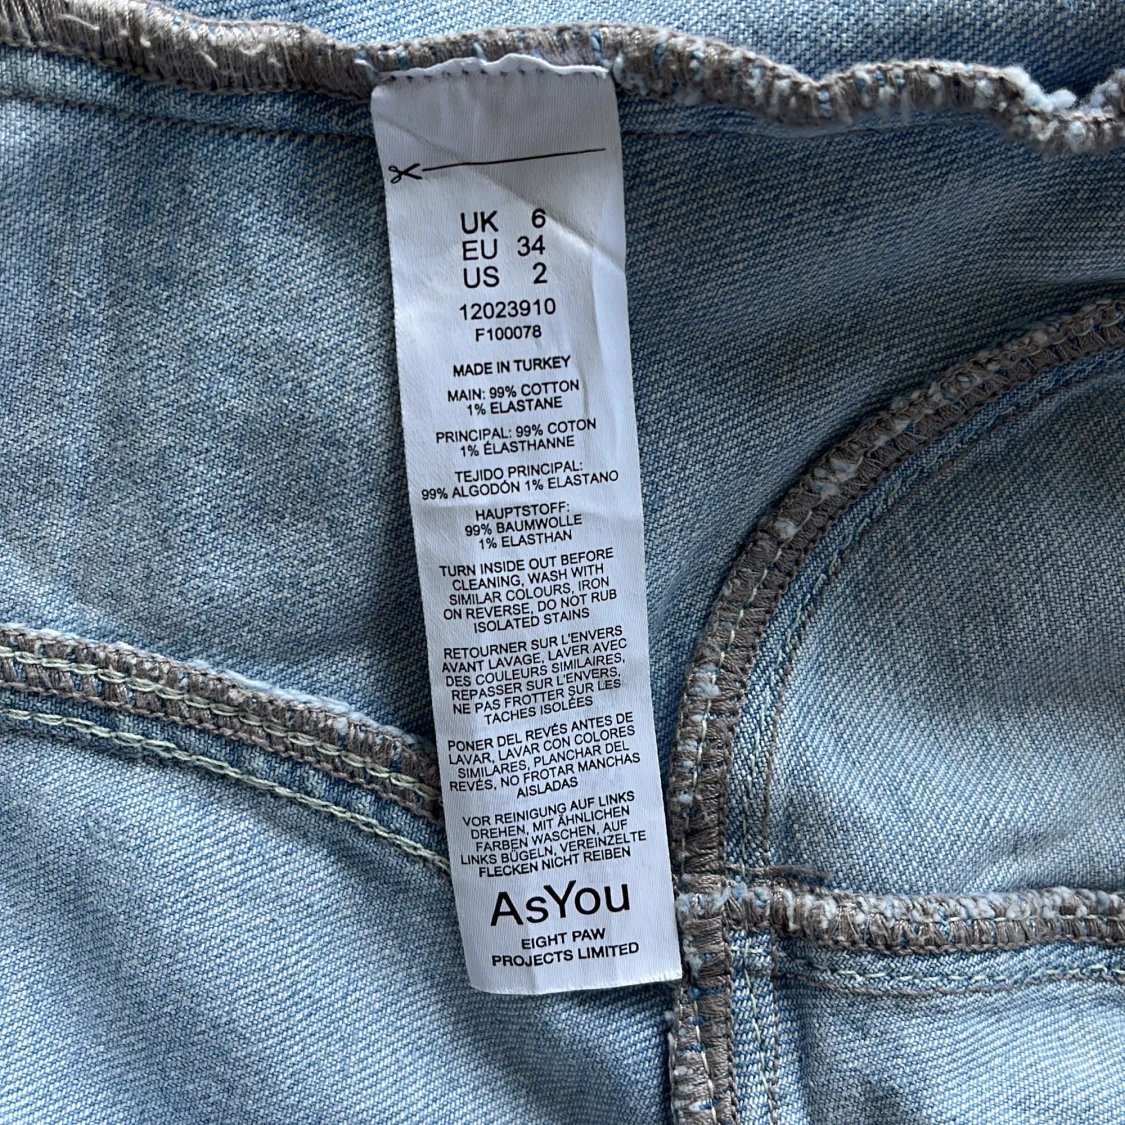 UK 6
EU 34
US 2
12023910
F100078
MADE IN TURKEY
MAIN: 99% COTTON
1% ELASTANE
PRINCIPAL: 99% COTON
1% ÉLASTHANNE
TEJIDO PRINCIPAL:
99% ALGODÓN 1% ELASTANO
HAUPTSTOFF:
99% BAUMWOLLE
1% ELASTHAN
TURN INSIDE OUT BEFORE
CLEANING, WASH WITH
SIMILAR COLOURS, IRON
ON REVERSE, DO NOT RUB
ISOLATED STAINS
RETOURNER SUR L'ENVERS
AVANT LAVAGE, LAVER AVEC
DES COULEURS SIMILAIRES,
REPASSER SUR L'ENVERS,
NE PAS FROTTER SUR LES
TACHES ISOLÉES
PONER DEL REVÉS ANTES DE
LAVAR, LAVAR CON COLORES
SIMILARES, PLANCHAR DEL
REVÉS, NO FROTAR MANCHAS
AISLADAS
VOR REINIGUNG AUF LINKS
DREHEN, MIT ÄHNLICHEN
FARBEN WASCHEN, AUF
LINKS BÜGELN, VEREINZELTE
FLECKEN NICHT REIBEN
AsYou
EIGHT PAW
PROJECTS LIMITED